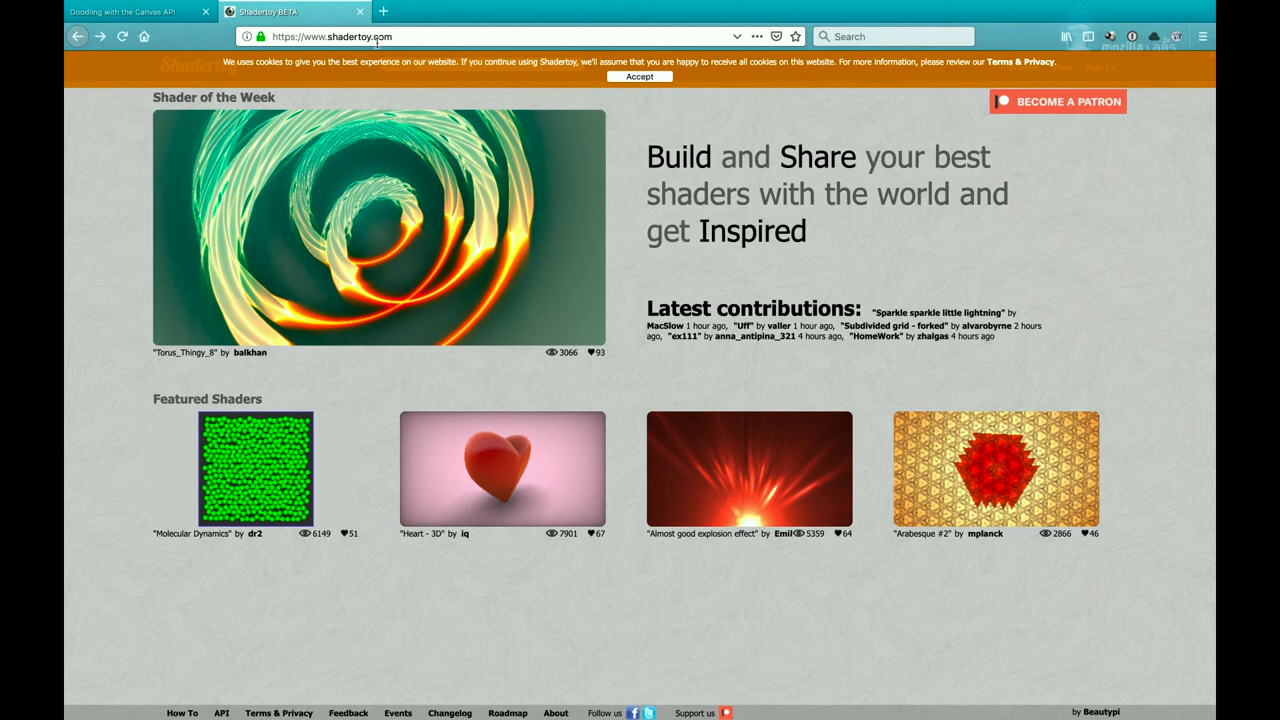 Doodling with the Canvas API
Shadertoy BETA
https://www.shadertoy.com
Search
mozilla LABS
Shadertoy
We uses cookies to give you the best experience on our website. If you continue using Shadertoy, we'll assume that you are happy to receive all cookies on this website. For more information, please review our Terms & Privacy.
Accept
Shader of the Week
BECOME A PATRON
Build and Share your best
shaders with the world and
get Inspired
Latest contributions: "Sparkle sparkle little lightning" by
MacSlow 1 hour ago, "Uff" by valler 1 hour ago, "Subdivided grid - forked" by alvarobyrne 2 hours
ago, "ex111" by anna_antipina_321 4 hours ago, "HomeWork" by zhalgas 4 hours ago
"Torus_Thingy_8" by balkhan 3066 ♥93
Featured Shaders
"Molecular Dynamics" by dr2 6149 ♥51
"Heart - 3D" by iq 7901 ♥67
"Almost good explosion effect" by Emil 5359 ♥64
"Arabesque #2" by mplanck 2866 ♥46
How To API Terms & Privacy Feedback Events Changelog Roadmap About Follow us Support us by Beautypi